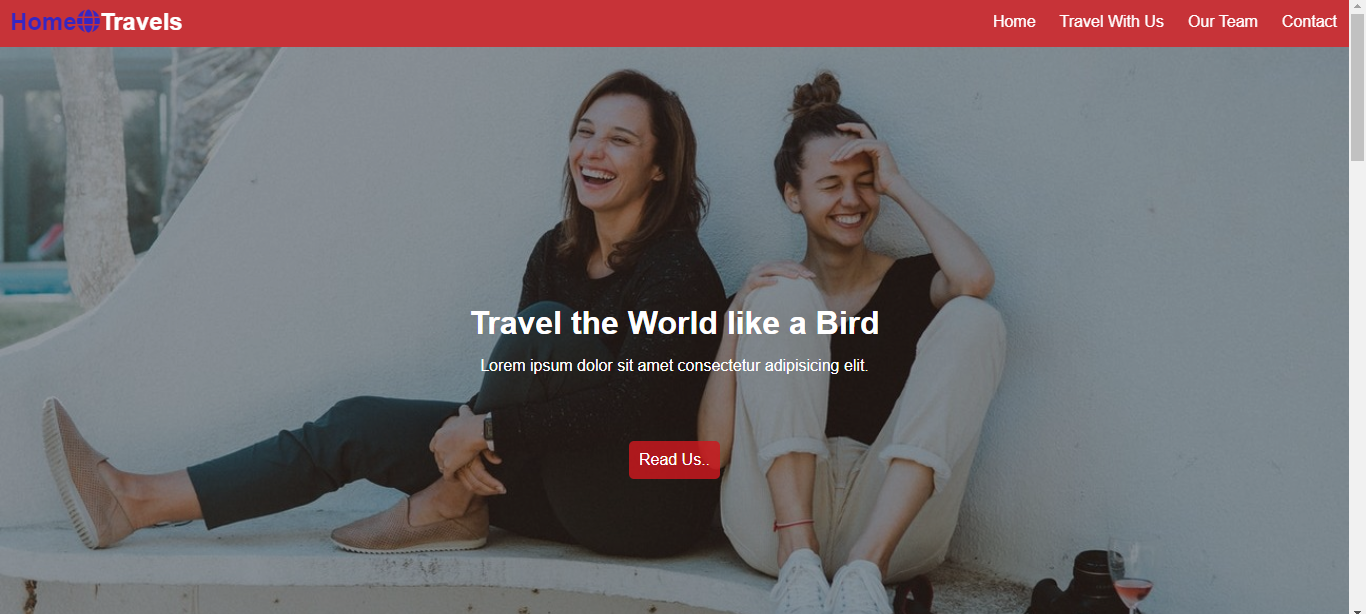 HomeTravels
Home Travel With Us Our Team Contact
Travel the World like a Bird
Lorem ipsum dolor sit amet consectetur adipisicing elit.
Read Us..